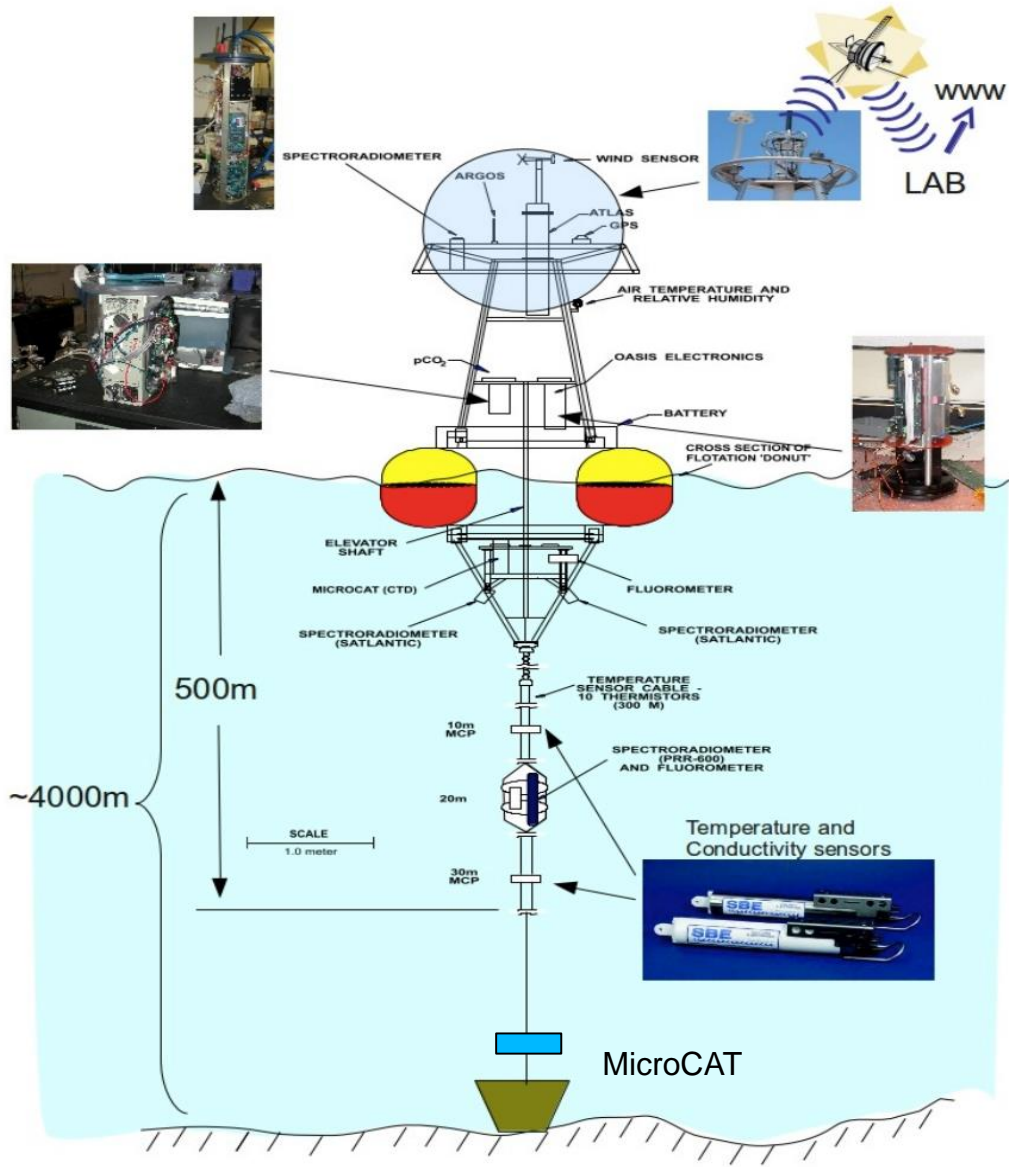 WWW
LAB
SPECTRORADIOMETER
WIND SENSOR
ARGOS
ATLAS
GPS
AIR TEMPERATURE AND
RELATIVE HUMIDITY
pCO2
OASIS ELECTRONICS
BATTERY
CROSS SECTION OF
FLOTATION 'DONUT'
ELEVATOR
SHAFT
MICROCAT (CTD)
FLUOROMETER
SPECTRORADIOMETER
(SATLANTIC)
SPECTRORADIOMETER
(SATLANTIC)
500m
TEMPERATURE
SENSOR CABLE -
10 THERMISTORS
(300 M)
10m
MCP
SPECTRORADIOMETER
(PRR-600)
AND FLUOROMETER
~4000m
20m
SCALE
1.0 meter
Temperature and
Conductivity sensors
30m
MCP
SBE
SBE
MicroCAT